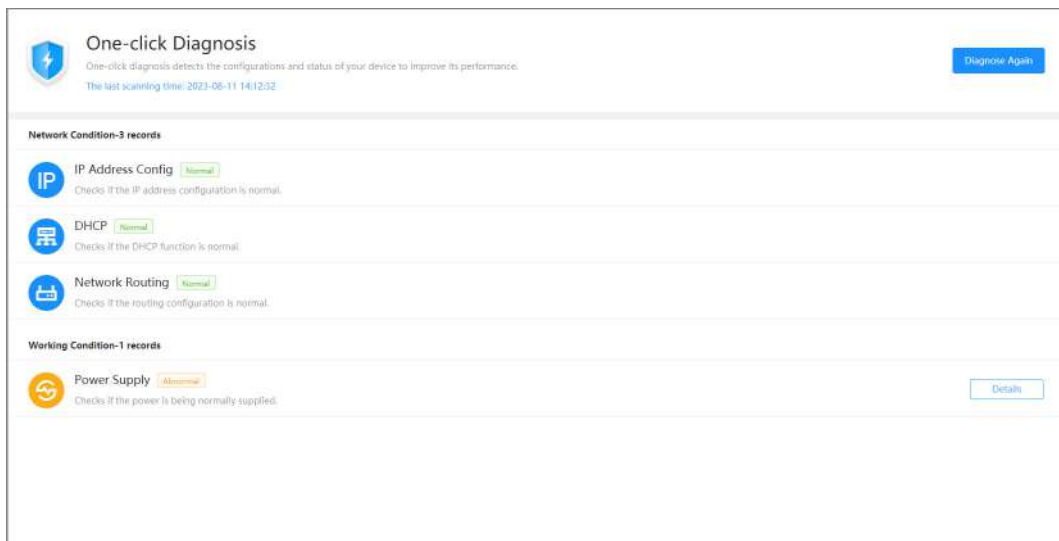 One-click Diagnosis
One-click diagnosis detects the configurations and status of your device to improve its performance.
The last scanning time: 2023-08-11 14:12:32
Diagnose Again
Network Condition-3 records
IP
IP Address Config Normal
Checks if the IP address configuration is normal.
DHCP Normal
Checks if the DHCP function is normal.
Network Routing Normal
Checks if the routing configuration is normal.
Working Condition-1 records
Power Supply Abnormal
Checks if the power is being normally supplied.
Details